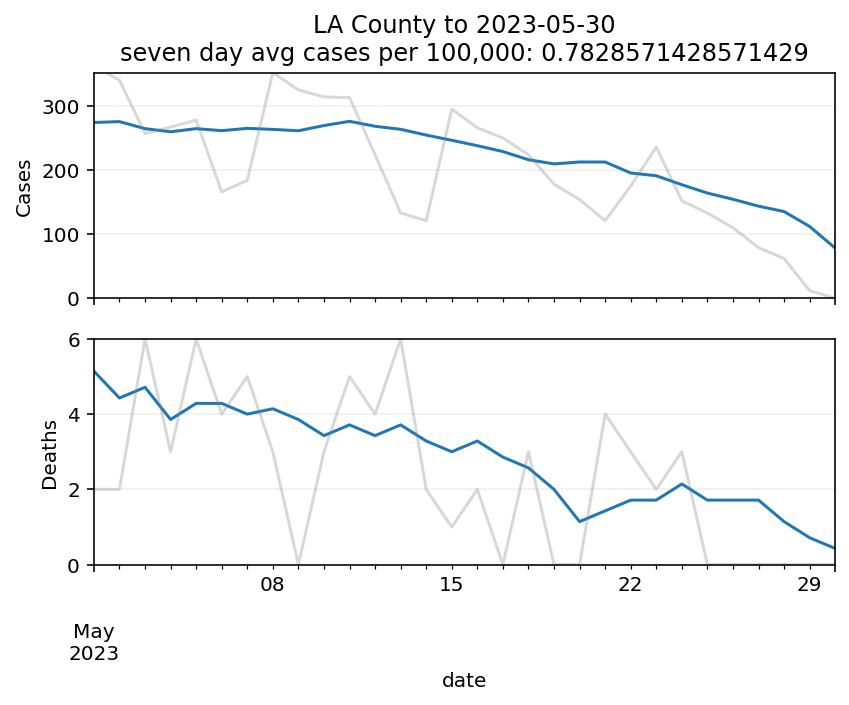 LA County to 2023-05-30
seven day avg cases per 100,000: 0.7828571428571429
300
200
100
0
Cases
6
4
2
0
Deaths
08 15 22 29
May
2023
date